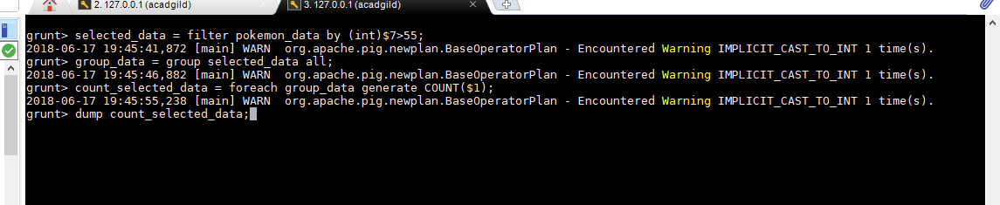 2. 127.0.0.1 (acadgild)
3. 127.0.0.1 (acadgild)
grunt> selected_data = filter pokemon_data by (int)$7>55;
2018-06-17 19:45:41,872 [main] WARN  org.apache.pig.newplan.BaseOperatorPlan - Encountered Warning IMPLICIT_CAST_TO_INT 1 time(s).
grunt> group_data = group selected_data all;
2018-06-17 19:45:46,882 [main] WARN  org.apache.pig.newplan.BaseOperatorPlan - Encountered Warning IMPLICIT_CAST_TO_INT 1 time(s).
grunt> count_selected_data = foreach group_data generate COUNT($1);
2018-06-17 19:45:55,238 [main] WARN  org.apache.pig.newplan.BaseOperatorPlan - Encountered Warning IMPLICIT_CAST_TO_INT 1 time(s).
grunt> dump count_selected_data;